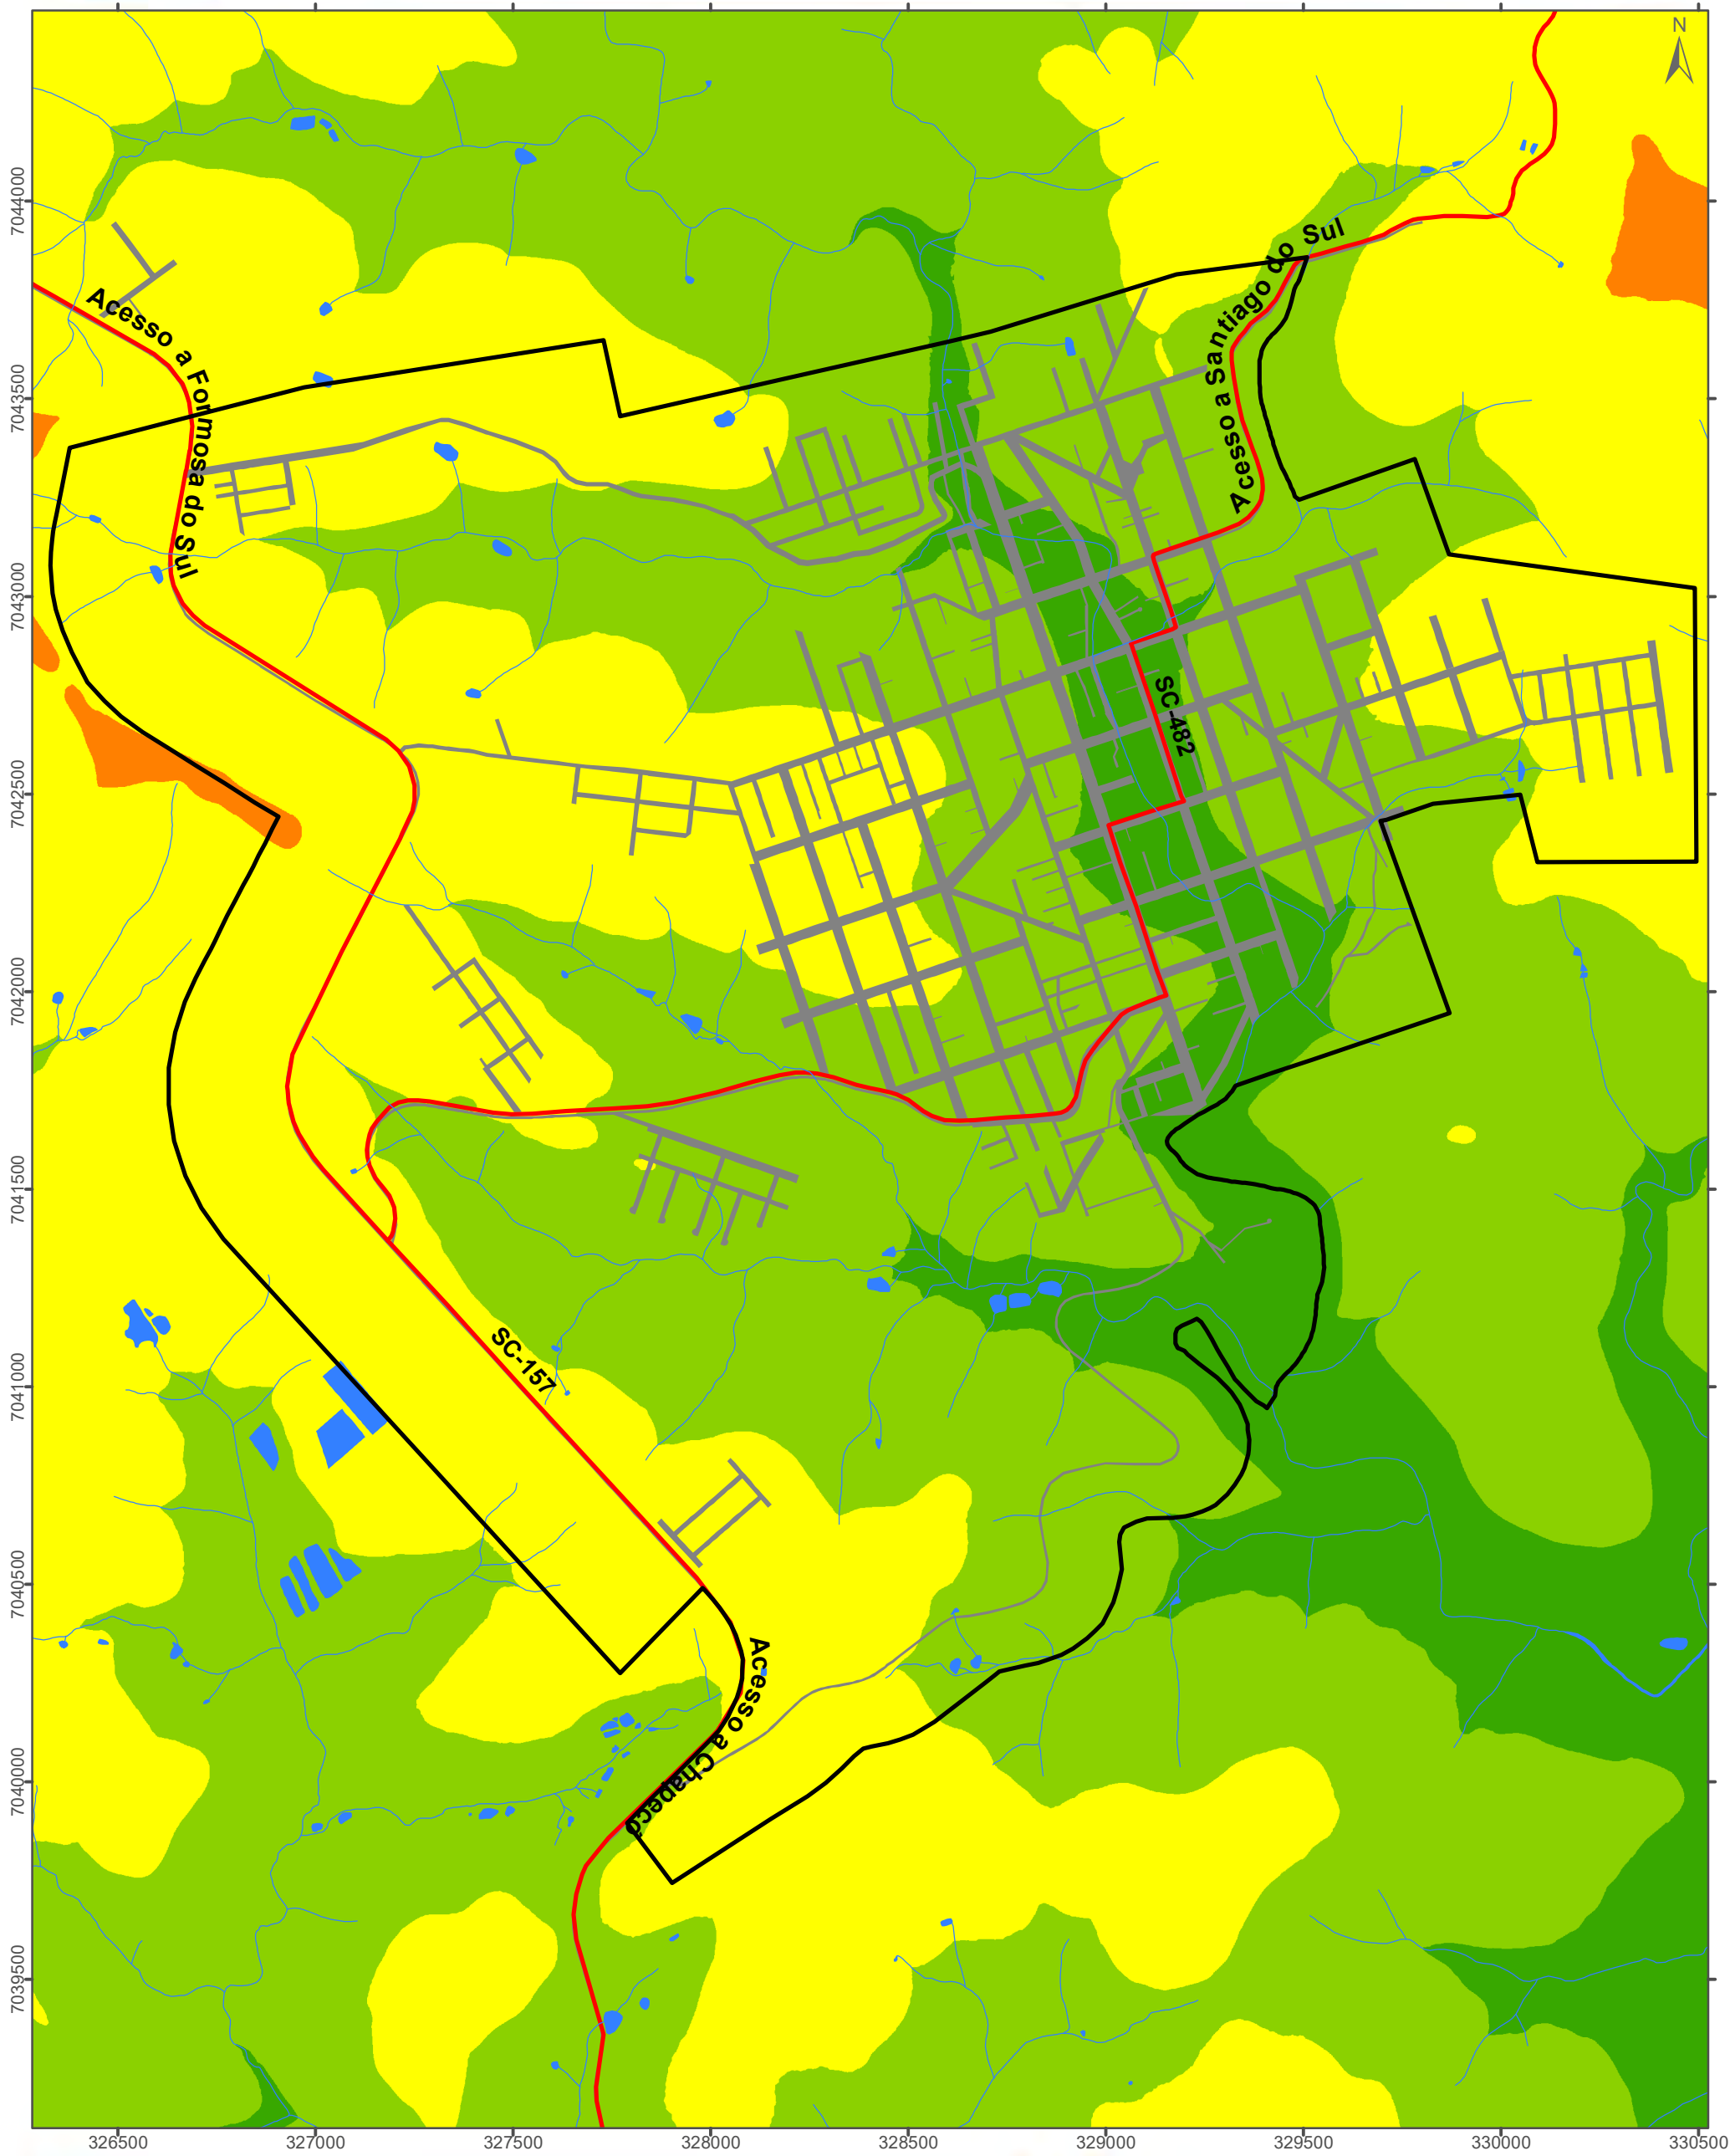 N
7044000
7043500
7043000
7042500
7042000
7041500
7041000
7040500
7040000
7039500
Acesso a Formosa do Sul
Acesso a Santiago do Sul
SC-482
SC-157
Acesso a Chapecó
326500 327000 327500 328000 328500 329000 329500 330000 330500